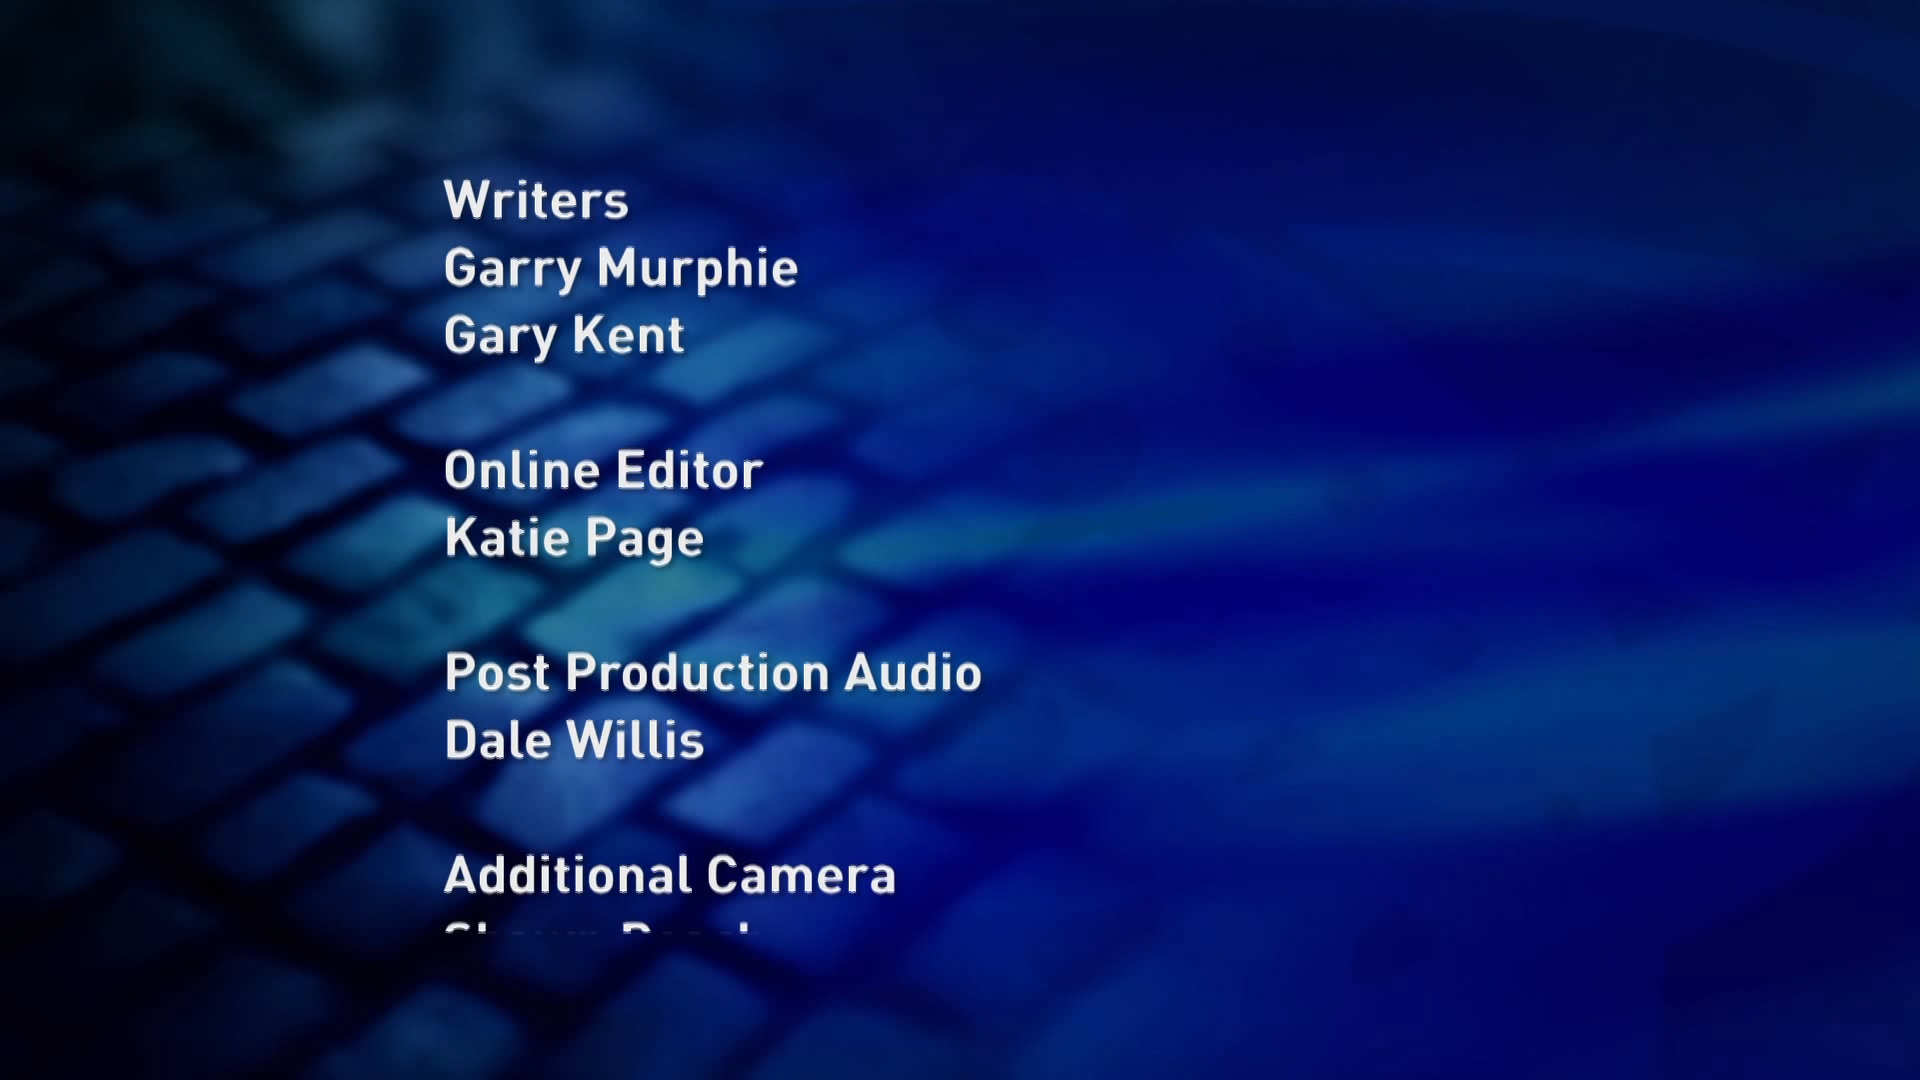 Writers
Garry Murphie
Gary Kent
Online Editor
Katie Page
Post Production Audio
Dale Willis
Additional Camera